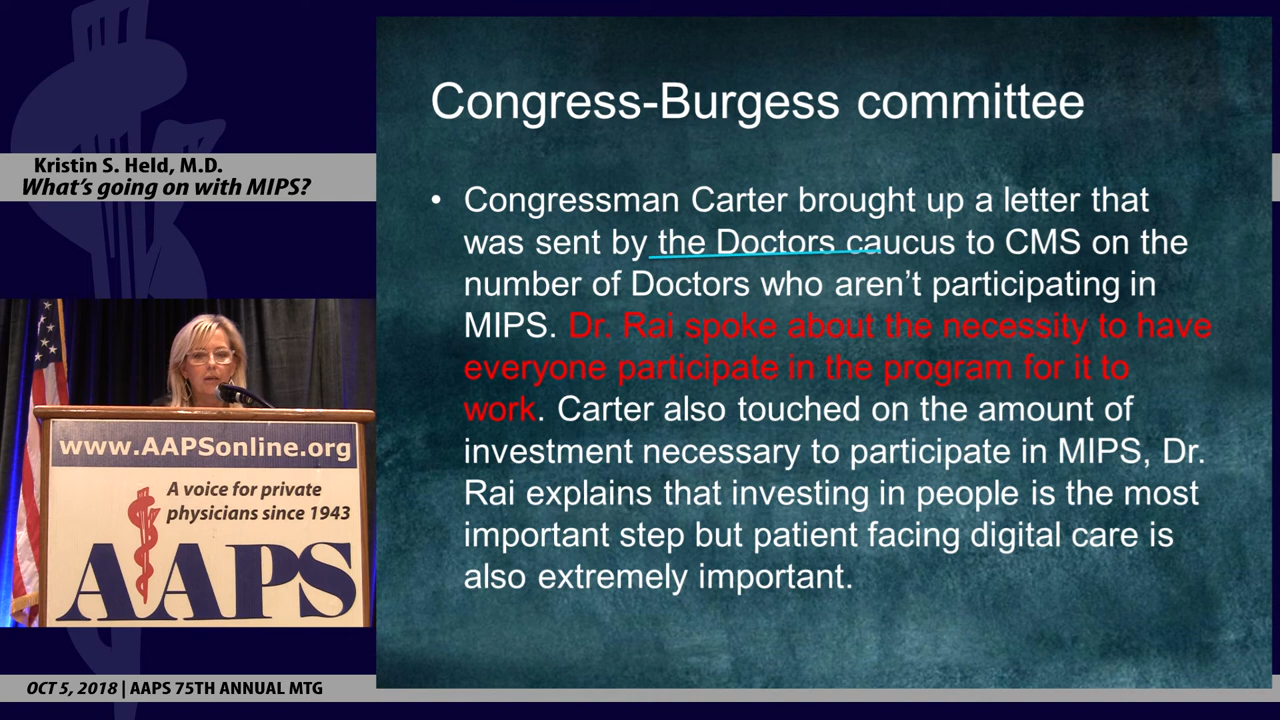 Kristin S. Held, M.D.
What's going on with MIPS?
www.AAPSonline.org
A voice for private
physicians since 1943
AAPS
OCT 5, 2018 | AAPS 75TH ANNUAL MTG
Congress-Burgess committee
• Congressman Carter brought up a letter that
was sent by the Doctors caucus to CMS on the
number of Doctors who aren’t participating in
MIPS. Dr. Rai spoke about the necessity to have
everyone participate in the program for it to
work. Carter also touched on the amount of
investment necessary to participate in MIPS, Dr.
Rai explains that investing in people is the most
important step but patient facing digital care is
also extremely important.